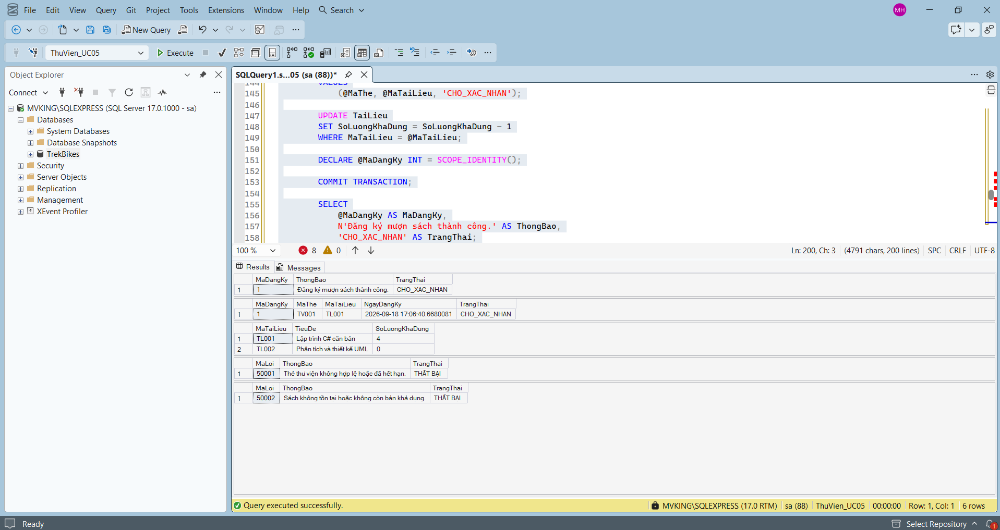 File Edit View Query Git Project Tools Extensions Window Help Search MH
New Query
ThuVien_UC05 Execute
Object Explorer
Connect
MVKING\SQLEXPRESS (SQL Server 17.0.1000 - sa)
Databases
System Databases
Database Snapshots
TrekBikes
Security
Server Objects
Replication
Management
XEvent Profiler
SQLQuery1.s...05 (sa (88))*
144 VALUES
145 (@MaThe, @MaTaiLieu, 'CHO_XAC_NHAN');
146
147 UPDATE TaiLieu
148 SET SoLuongKhaDung = SoLuongKhaDung - 1
149 WHERE MaTaiLieu = @MaTaiLieu;
150
151 DECLARE @MaDangKy INT = SCOPE_IDENTITY();
152
153 COMMIT TRANSACTION;
154
155 SELECT
156 @MaDangKy AS MaDangKy,
157 N'Đăng ký mượn sách thành công.' AS ThongBao,
158 'CHO_XAC_NHAN' AS TrangThai;
100 % 8 0 Ln: 200, Ch: 3 (4791 chars, 200 lines) SPC CRLF UTF-8
Results Messages
MaDangKy ThongBao TrangThai
1 1 Đăng ký mượn sách thành công. CHO_XAC_NHAN
MaDangKy MaThe MaTaiLieu NgayDangKy TrangThai
1 1 TV001 TL001 2026-09-18 17:06:40.6680081 CHO_XAC_NHAN
MaTaiLieu TieuDe SoLuongKhaDung
1 TL001 Lập trình C# căn bản 4
2 TL002 Phân tích và thiết kế UML 0
MaLoi ThongBao TrangThai
1 50001 Thẻ thư viện không hợp lệ hoặc đã hết hạn. THẤT BẠI
MaLoi ThongBao TrangThai
1 50002 Sách không tồn tại hoặc không còn bản khả dụng. THẤT BẠI
Query executed successfully. MVKING\SQLEXPRESS (17.0 RTM) sa (88) ThuVien_UC05 00:00:00 Row: 1, Col: 1 6 rows
Ready Select Repository 1